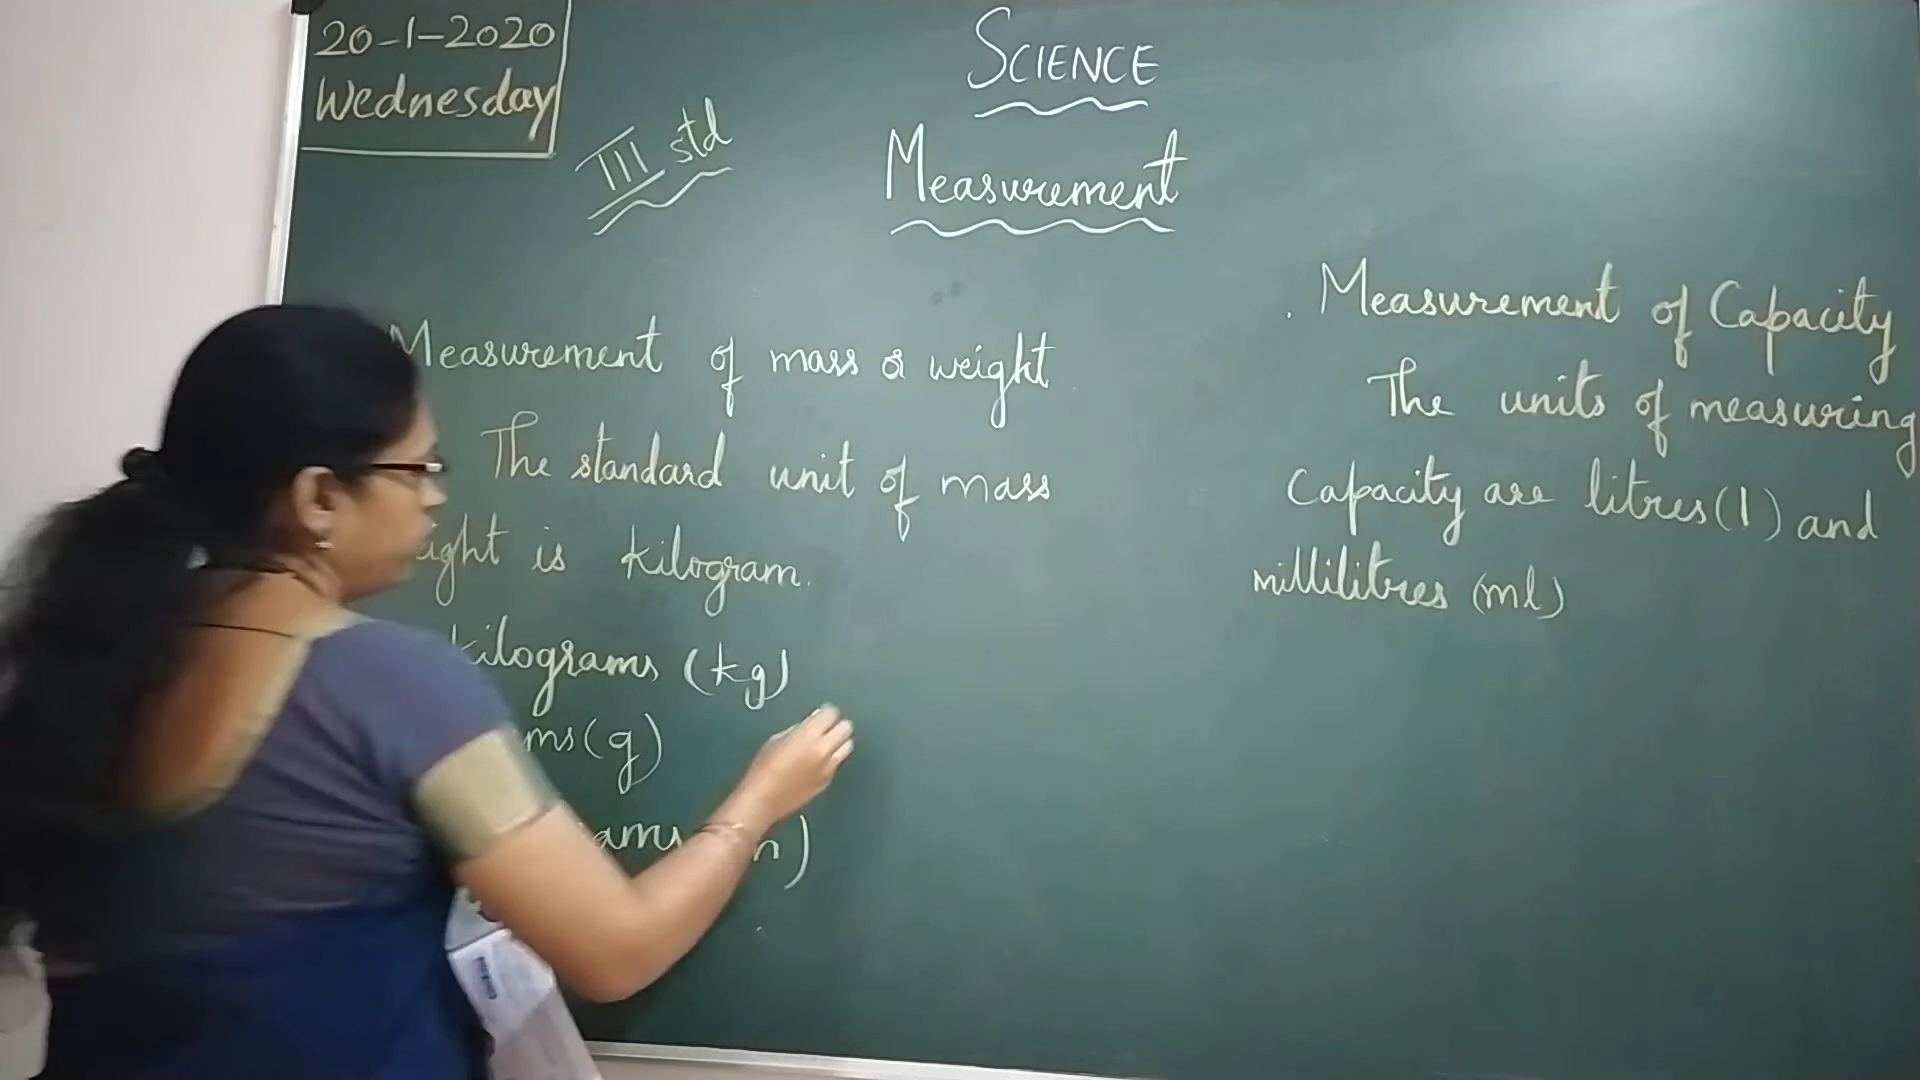 20-1-2020
Wednesday
III std
SCIENCE
Measurement
Measurement of mass or weight
The standard unit of mass
is kilogram.
kilograms (kg)
(g)
Measurement of Capacity
The units of measuring
Capacity are litres (l) and
millilitres (ml)